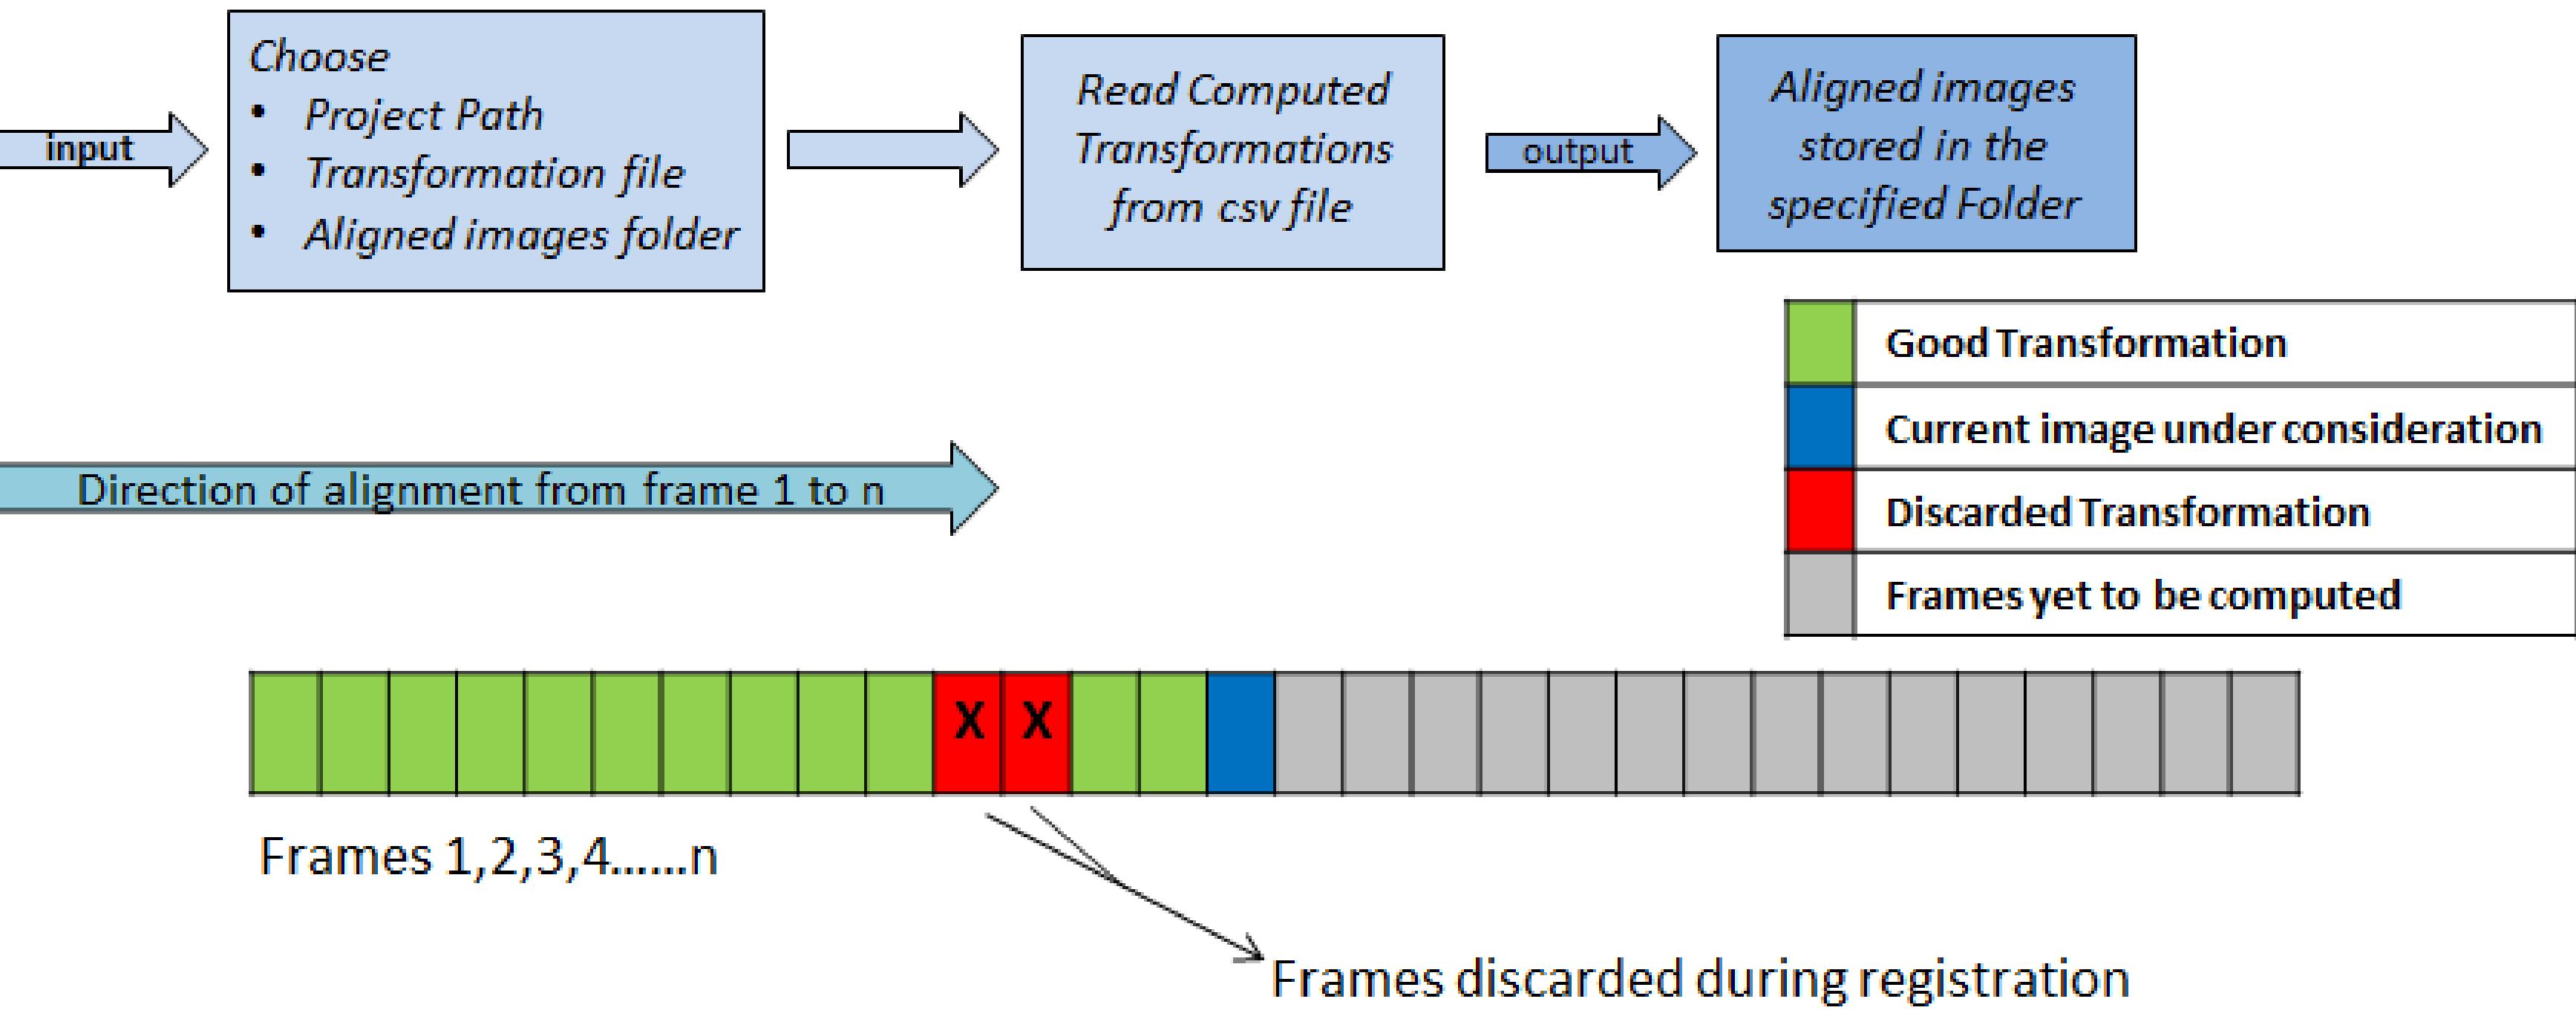 input
Choose
• Project Path
• Transformation file
• Aligned images folder
Read Computed
Transformations
from csv file
output
Aligned images
stored in the
specified Folder
Good Transformation
Current image under consideration
Discarded Transformation
Frames yet to be computed
Direction of alignment from frame 1 to n
X X
Frames 1,2,3,4......n
Frames discarded during registration